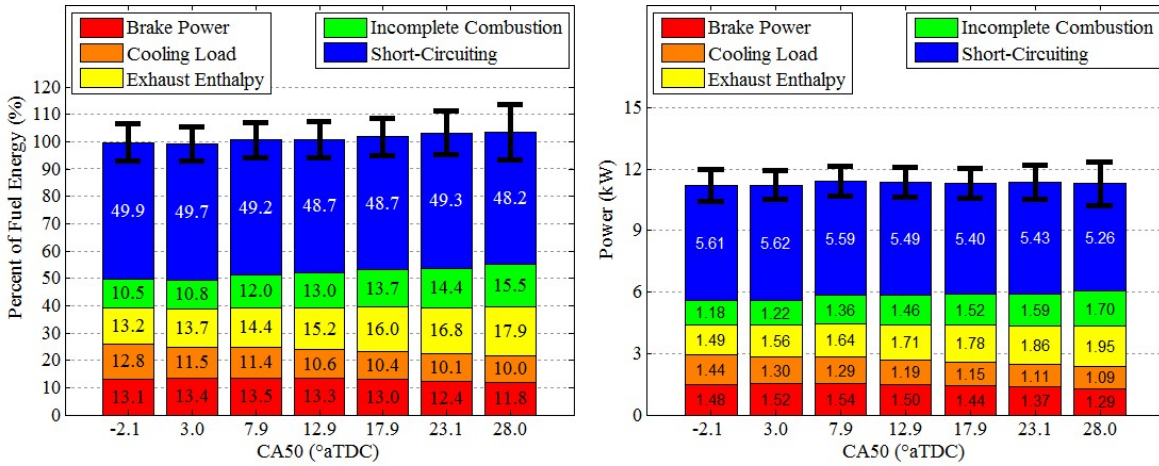 Brake Power
Cooling Load
Exhaust Enthalpy
Incomplete Combustion
Short-Circuiting
Percent of Fuel Energy (%)
120
110
100
90
80
70
60
50
40
30
20
10
0
49.9 49.7 49.2 48.7 48.7 49.3 48.2
10.5 10.8 12.0 13.0 13.7 14.4 15.5
13.2 13.7 14.4 15.2 16.0 16.8 17.9
12.8 11.5 11.4 10.6 10.4 10.1 10.0
13.1 13.4 13.5 13.3 13.0 12.4 11.8
-2.1 3.0 7.9 12.9 17.9 23.1 28.0
CA50 (°aTDC)
Brake Power
Cooling Load
Exhaust Enthalpy
Incomplete Combustion
Short-Circuiting
Power (kW)
15
12
9
6
3
0
5.61 5.62 5.59 5.49 5.40 5.43 5.26
1.18 1.22 1.36 1.46 1.52 1.59 1.70
1.49 1.56 1.64 1.71 1.78 1.86 1.95
1.44 1.30 1.29 1.19 1.15 1.11 1.09
1.48 1.52 1.54 1.50 1.44 1.37 1.29
-2.1 3.0 7.9 12.9 17.9 23.1 28.0
CA50 (°aTDC)